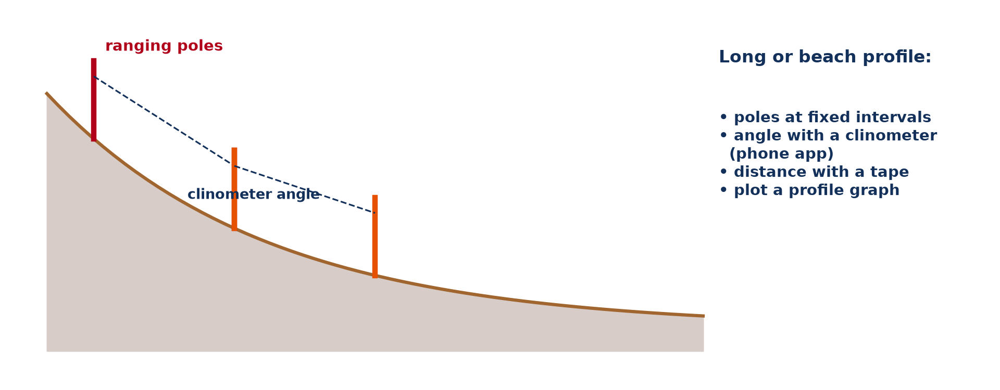 ranging poles
clinometer angle
Long or beach profile:
• poles at fixed intervals
• angle with a clinometer
(phone app)
• distance with a tape
• plot a profile graph